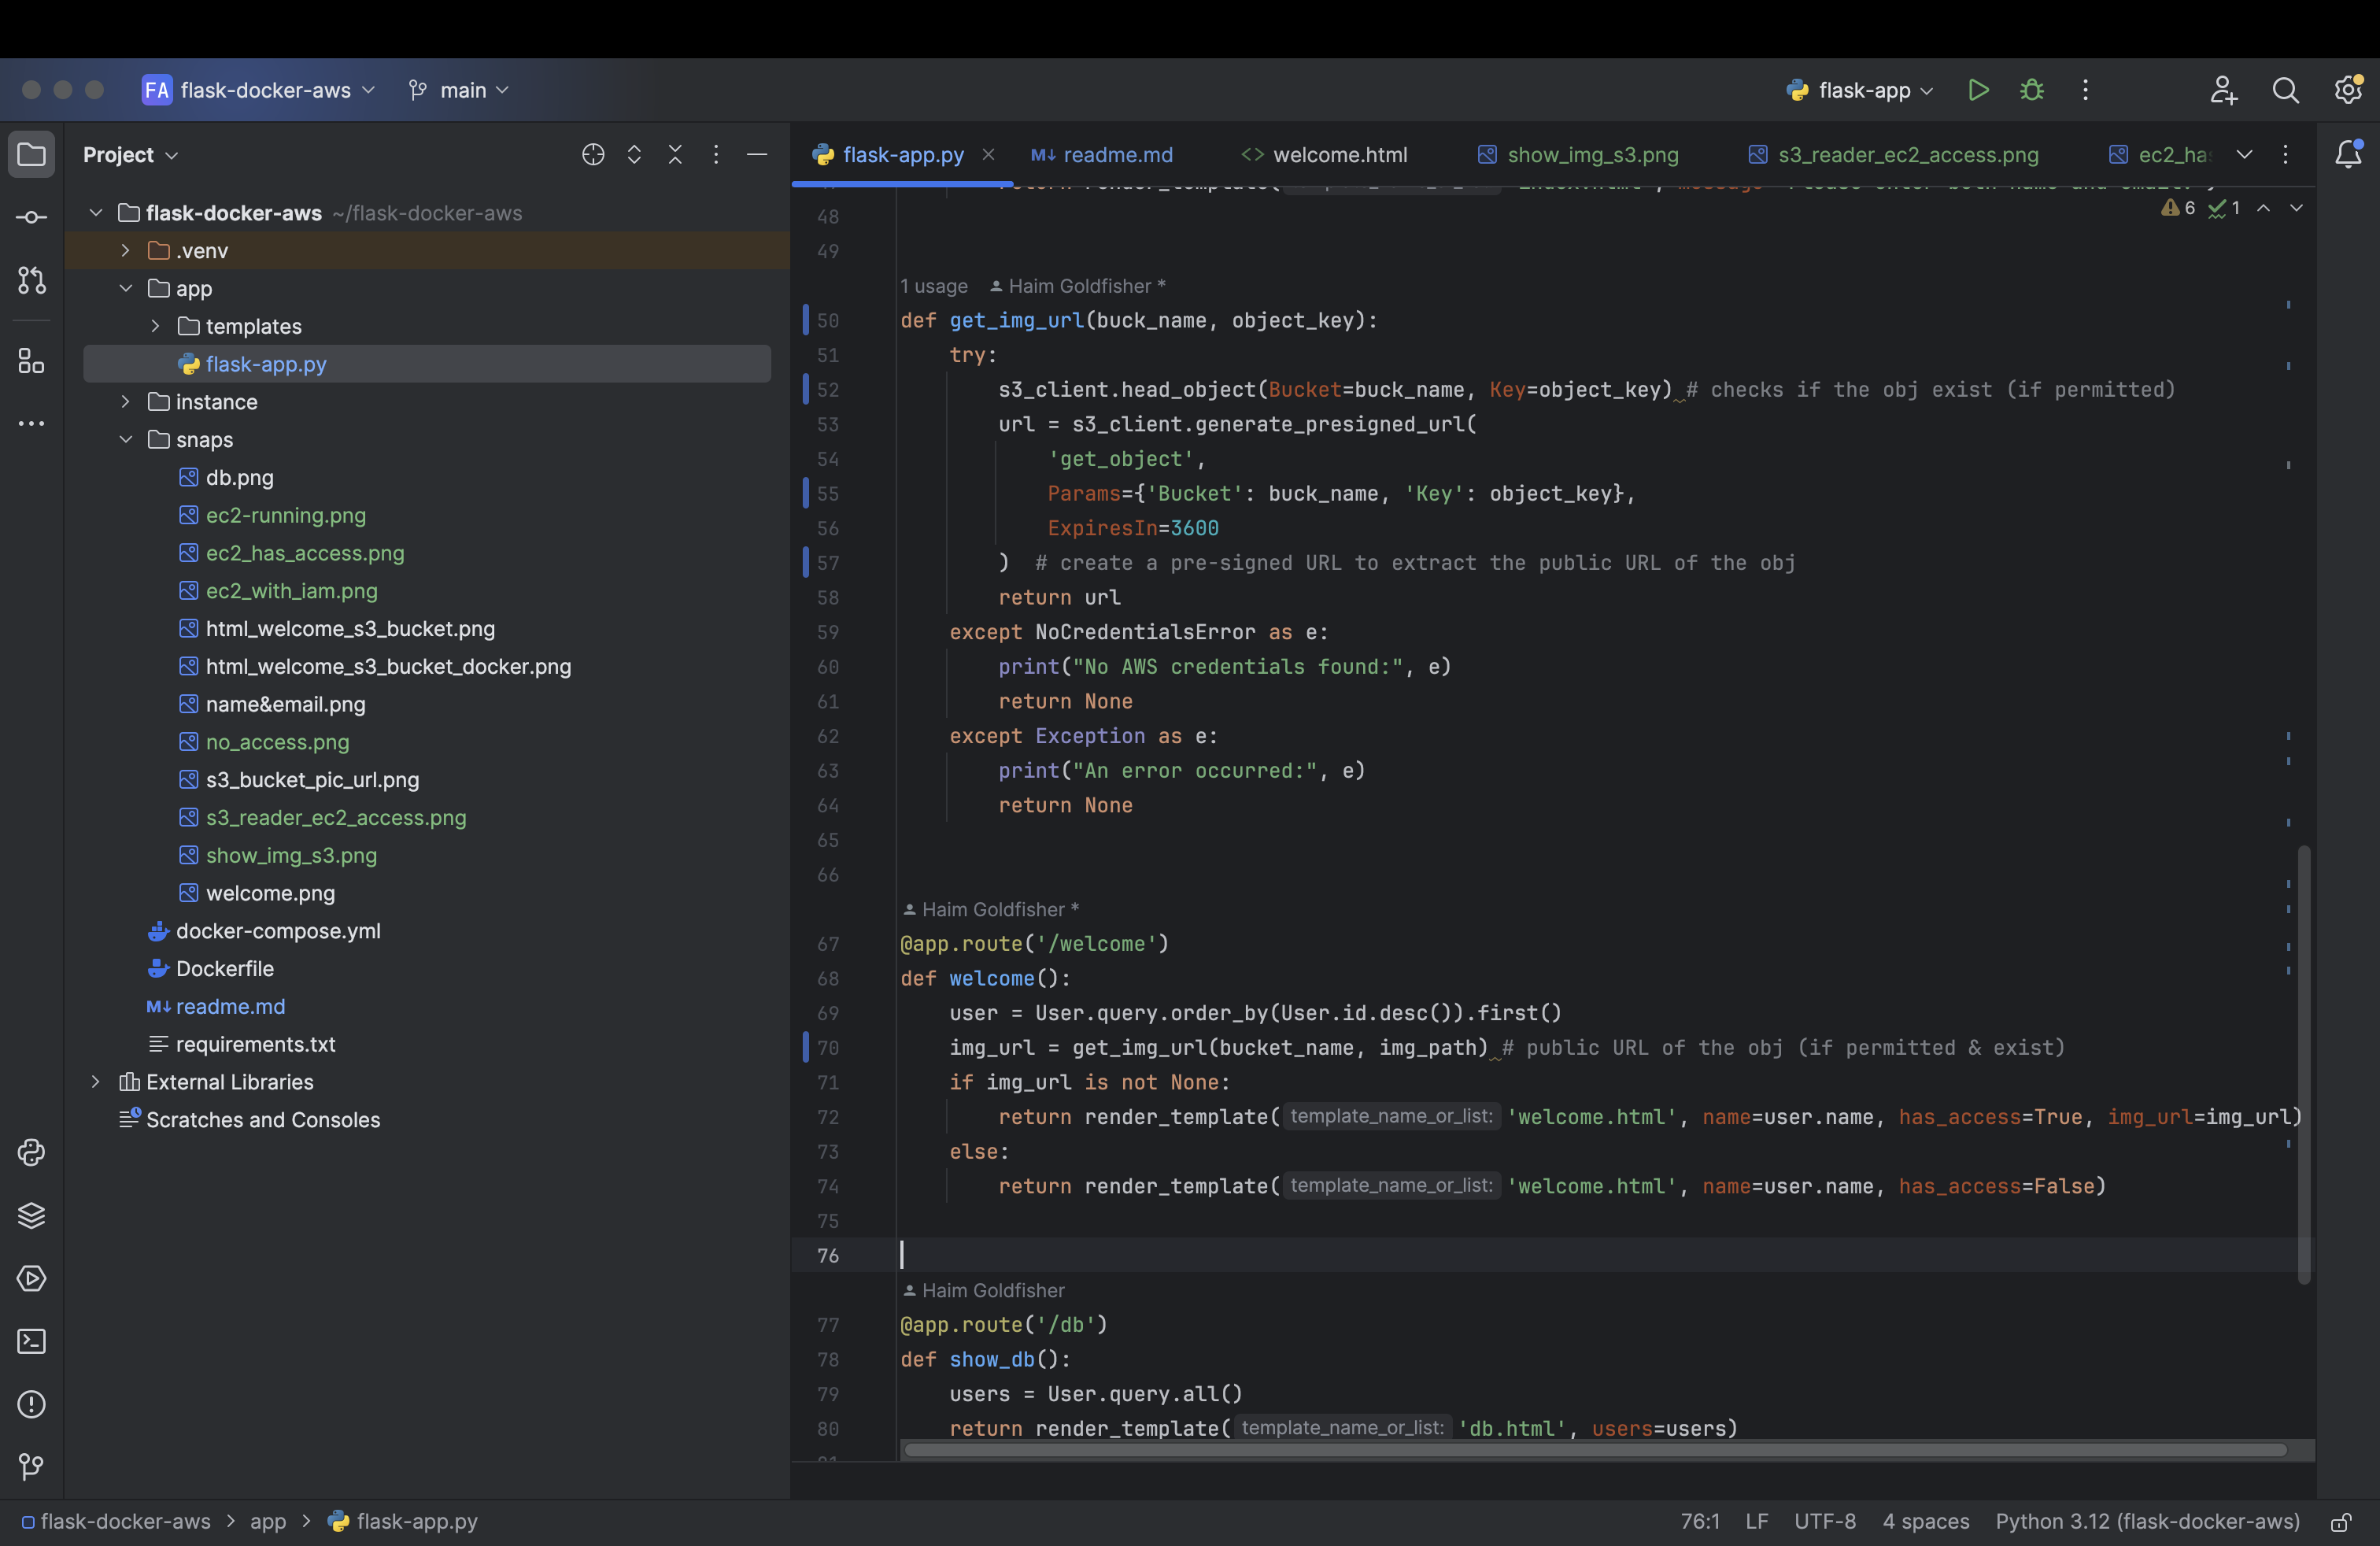 FA flask-docker-aws main flask-app
Project
flask-docker-aws ~/flask-docker-aws
.venv
app
templates
flask-app.py
instance
snaps
db.png
ec2-running.png
ec2_has_access.png
ec2_with_iam.png
html_welcome_s3_bucket.png
html_welcome_s3_bucket_docker.png
name&email.png
no_access.png
s3_bucket_pic_url.png
s3_reader_ec2_access.png
show_img_s3.png
welcome.png
docker-compose.yml
Dockerfile
M↓ readme.md
requirements.txt
External Libraries
Scratches and Consoles
flask-app.py M↓ readme.md <> welcome.html show_img_s3.png s3_reader_ec2_access.png ec2_has
6 1
48
49
1 usage Haim Goldfisher *
50 def get_img_url(buck_name, object_key):
51 try:
52 s3_client.head_object(Bucket=buck_name, Key=object_key) # checks if the obj exist (if permitted)
53 url = s3_client.generate_presigned_url(
54 'get_object',
55 Params={'Bucket': buck_name, 'Key': object_key},
56 ExpiresIn=3600
57 ) # create a pre-signed URL to extract the public URL of the obj
58 return url
59 except NoCredentialsError as e:
60 print("No AWS credentials found:", e)
61 return None
62 except Exception as e:
63 print("An error occurred:", e)
64 return None
65
66
Haim Goldfisher *
67 @app.route('/welcome')
68 def welcome():
69 user = User.query.order_by(User.id.desc()).first()
70 img_url = get_img_url(bucket_name, img_path) # public URL of the obj (if permitted & exist)
71 if img_url is not None:
72 return render_template( template_name_or_list: 'welcome.html', name=user.name, has_access=True, img_url=img_url)
73 else:
74 return render_template( template_name_or_list: 'welcome.html', name=user.name, has_access=False)
75
76
Haim Goldfisher
77 @app.route('/db')
78 def show_db():
79 users = User.query.all()
80 return render_template( template_name_or_list: 'db.html', users=users)
flask-docker-aws > app > flask-app.py 76:1 LF UTF-8 4 spaces Python 3.12 (flask-docker-aws)